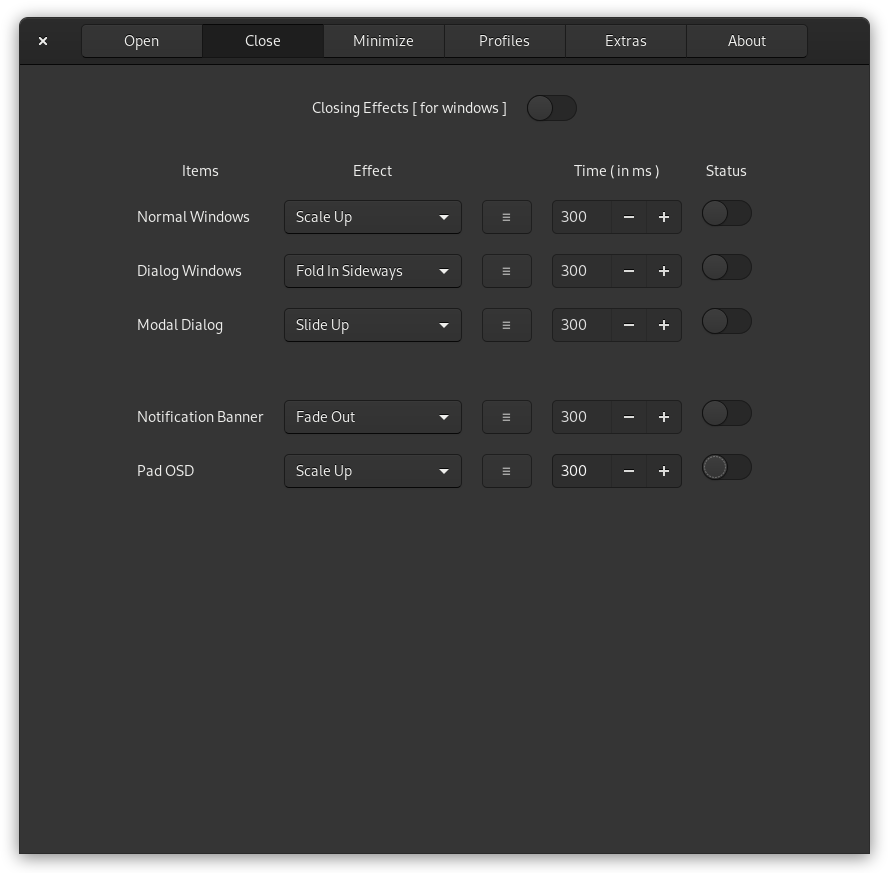 Open Close Minimize Profiles Extras About
Closing Effects [ for windows ]
Items Effect Time ( in ms ) Status
Normal Windows Scale Up 300
Dialog Windows Fold In Sideways 300
Modal Dialog Slide Up 300
Notification Banner Fade Out 300
Pad OSD Scale Up 300